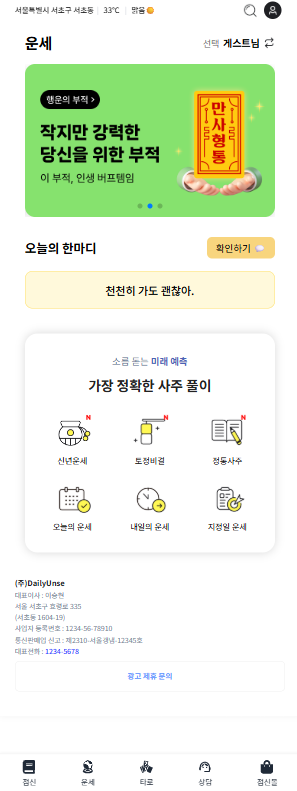 서울특별시 서초구 서초동 | 33℃ | 맑음
운세
선택 게스트님
행운의 부적 >
작지만 강력한
당신을 위한 부적
이 부적, 인생 버프템임
만사형통
오늘의 한마디
확인하기
천천히 가도 괜찮아.
소름 돋는 미래 예측
가장 정확한 사주 풀이
N N N
신년운세 토정비결 정통사주
오늘의 운세 내일의 운세 지정일 운세
(주)DailyUnse
대표이사 : 이승현
서울 서초구 효령로 335
(서초동 1604-19)
사업자 등록번호 : 1234-56-78910
통신판매업 신고 : 제2310-서울갱냄-12345호
대표전화 : 1234-5678
광고 제휴 문의
점신 운세 타로 상담 점신몰